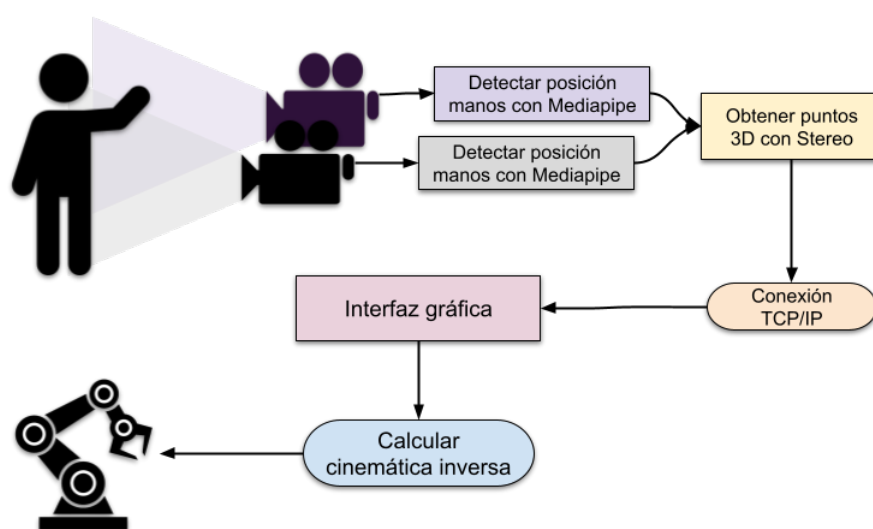 Detectar posición
manos con Mediapipe
Detectar posición
manos con Mediapipe
Obtener puntos
3D con Stereo
Conexión
TCP/IP
Interfaz gráfica
Calcular
cinemática inversa